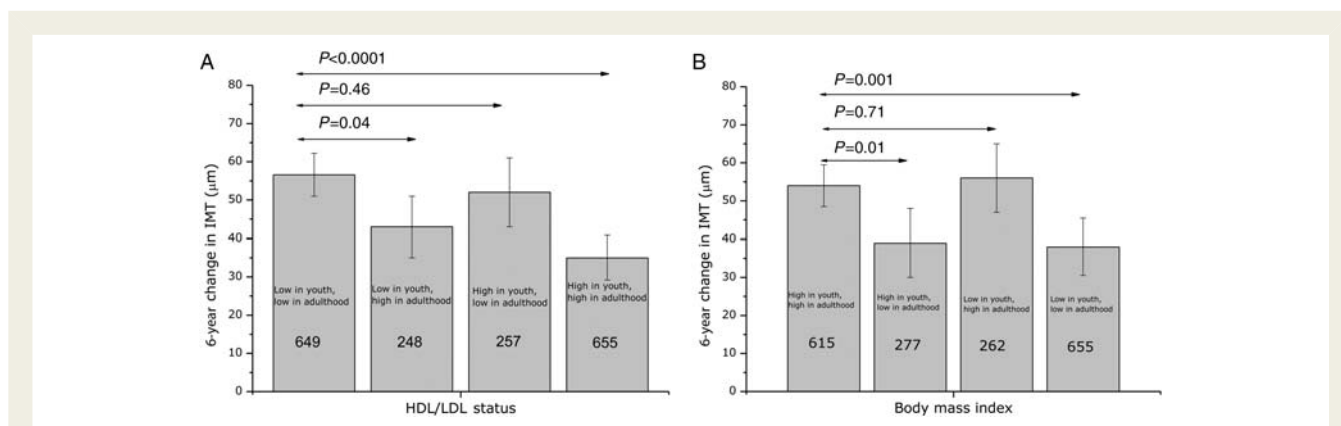 A
P<0.0001
P=0.46
P=0.04
6-year change in IMT (μm)
80
70
60
50
40
30
20
10
0
Low in youth,
low in adulthood
649
Low in youth,
high in adulthood
248
High in youth,
low in adulthood
257
High in youth,
high in adulthood
655
HDL/LDL status
B
P=0.001
P=0.71
P=0.01
6-year change in IMT (μm)
80
70
60
50
40
30
20
10
0
High in youth,
high in adulthood
615
High in youth,
low in adulthood
277
Low in youth,
high in adulthood
262
Low in youth,
low in adulthood
655
Body mass index